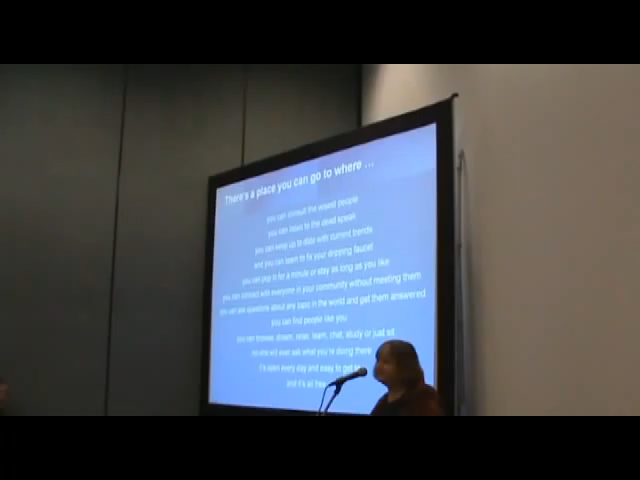 There's a place you can go to where ...
you can consult the wisest people
you can listen to the dead speak
you can keep up to date with current trends
and you can learn to fix your dripping faucet
you can pop in for a minute or stay as long as you like
you can connect with everyone in your community without meeting them
you can ask questions about any topic in the world and get them answered
you can find people like you
you can browse, dream, relax, learn, chat, study or just sit
no-one will ever ask what you're doing there
it's open every day and easy to get
and it's all free